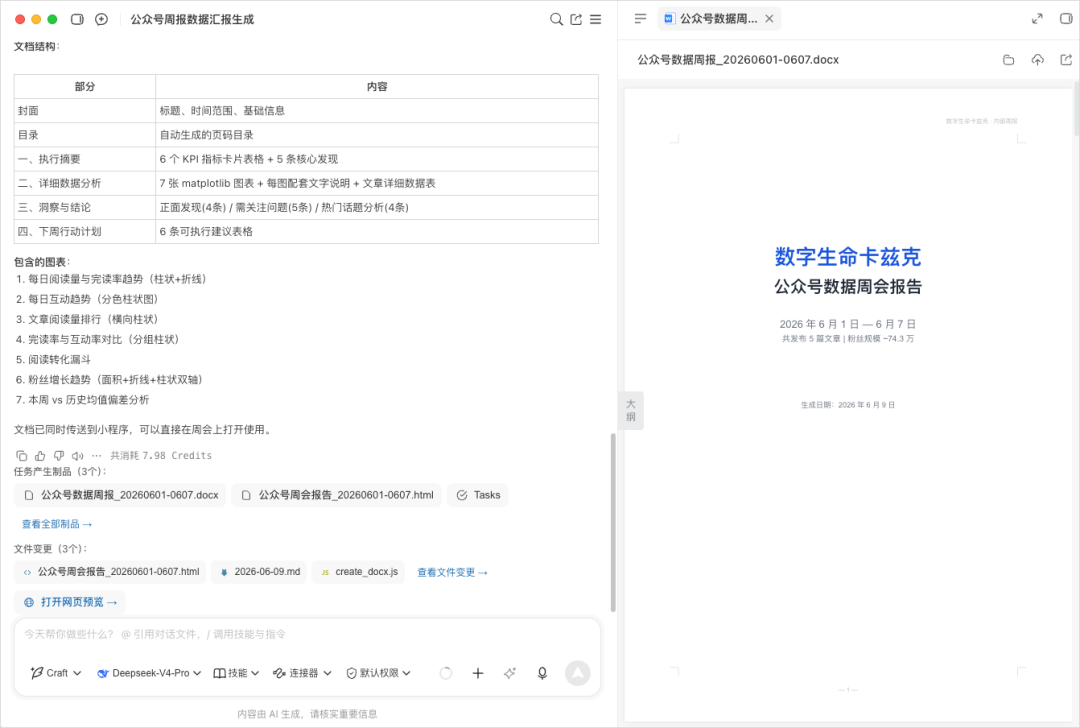 公众号周报数据汇报生成
文档结构：
部分 内容
封面 标题、时间范围、基础信息
目录 自动生成的页码目录
一、执行摘要 6 个 KPI 指标卡片表格 + 5 条核心发现
二、详细数据分析 7 张 matplotlib 图表 + 每图配套文字说明 + 文章详细数据表
三、洞察与结论 正面发现(4条) / 需关注问题(5条) / 热门话题分析(4条)
四、下周行动计划 6 条可执行建议表格
包含的图表：
1. 每日阅读量与完读率趋势（柱状+折线）
2. 每日互动趋势（分色柱状图）
3. 文章阅读量排行（横向柱状）
4. 完读率与互动率对比（分组柱状）
5. 阅读转化漏斗
6. 粉丝增长趋势（面积+折线+柱状双轴）
7. 本周 vs 历史均值偏差分析
文档已同时传送到小程序，可以直接在周会上打开使用。
共消耗 7.98 Credits
任务产生制品（3个）：
公众号数据周报_20260601-0607.docx 公众号周会报告_20260601-0607.html Tasks
查看全部制品 →
文件变更（3个）：
公众号周会报告_20260601-0607.html 2026-06-09.md JS create_docx.js 查看文件变更 →
打开网页预览 →
今天帮你做些什么？ @ 引用对话文件，/ 调用技能与指令
Craft Deepseek-V4-Pro 技能 连接器 默认权限
内容由 AI 生成，请核实重要信息
公众号数据周...
公众号数据周报_20260601-0607.docx
数字生命卡兹克 · 内部周报
数字生命卡兹克
公众号数据周会报告
2026 年 6 月 1 日 — 6 月 7 日
共发布 5 篇文章 | 粉丝规模 ~74.3 万
生成日期：2026 年 6 月 9 日
大纲
— 1 —